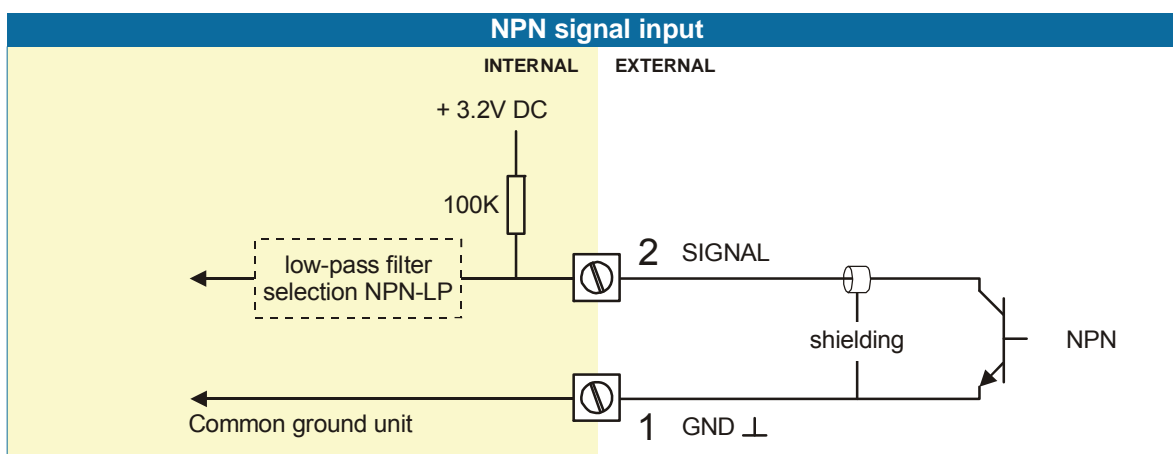 NPN signal input
INTERNAL
EXTERNAL
+ 3.2V DC
100K
low-pass filter
selection NPN-LP
2 SIGNAL
shielding
NPN
Common ground unit
1 GND ⊥